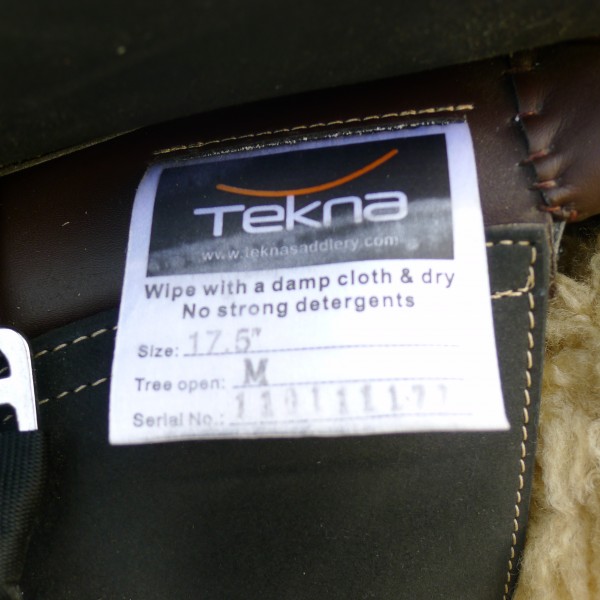 Tekna
www.teknasaddlery.com
Wipe with a damp cloth & dry
No strong detergents
Size: 17.5"
Tree open: M
Serial No.: